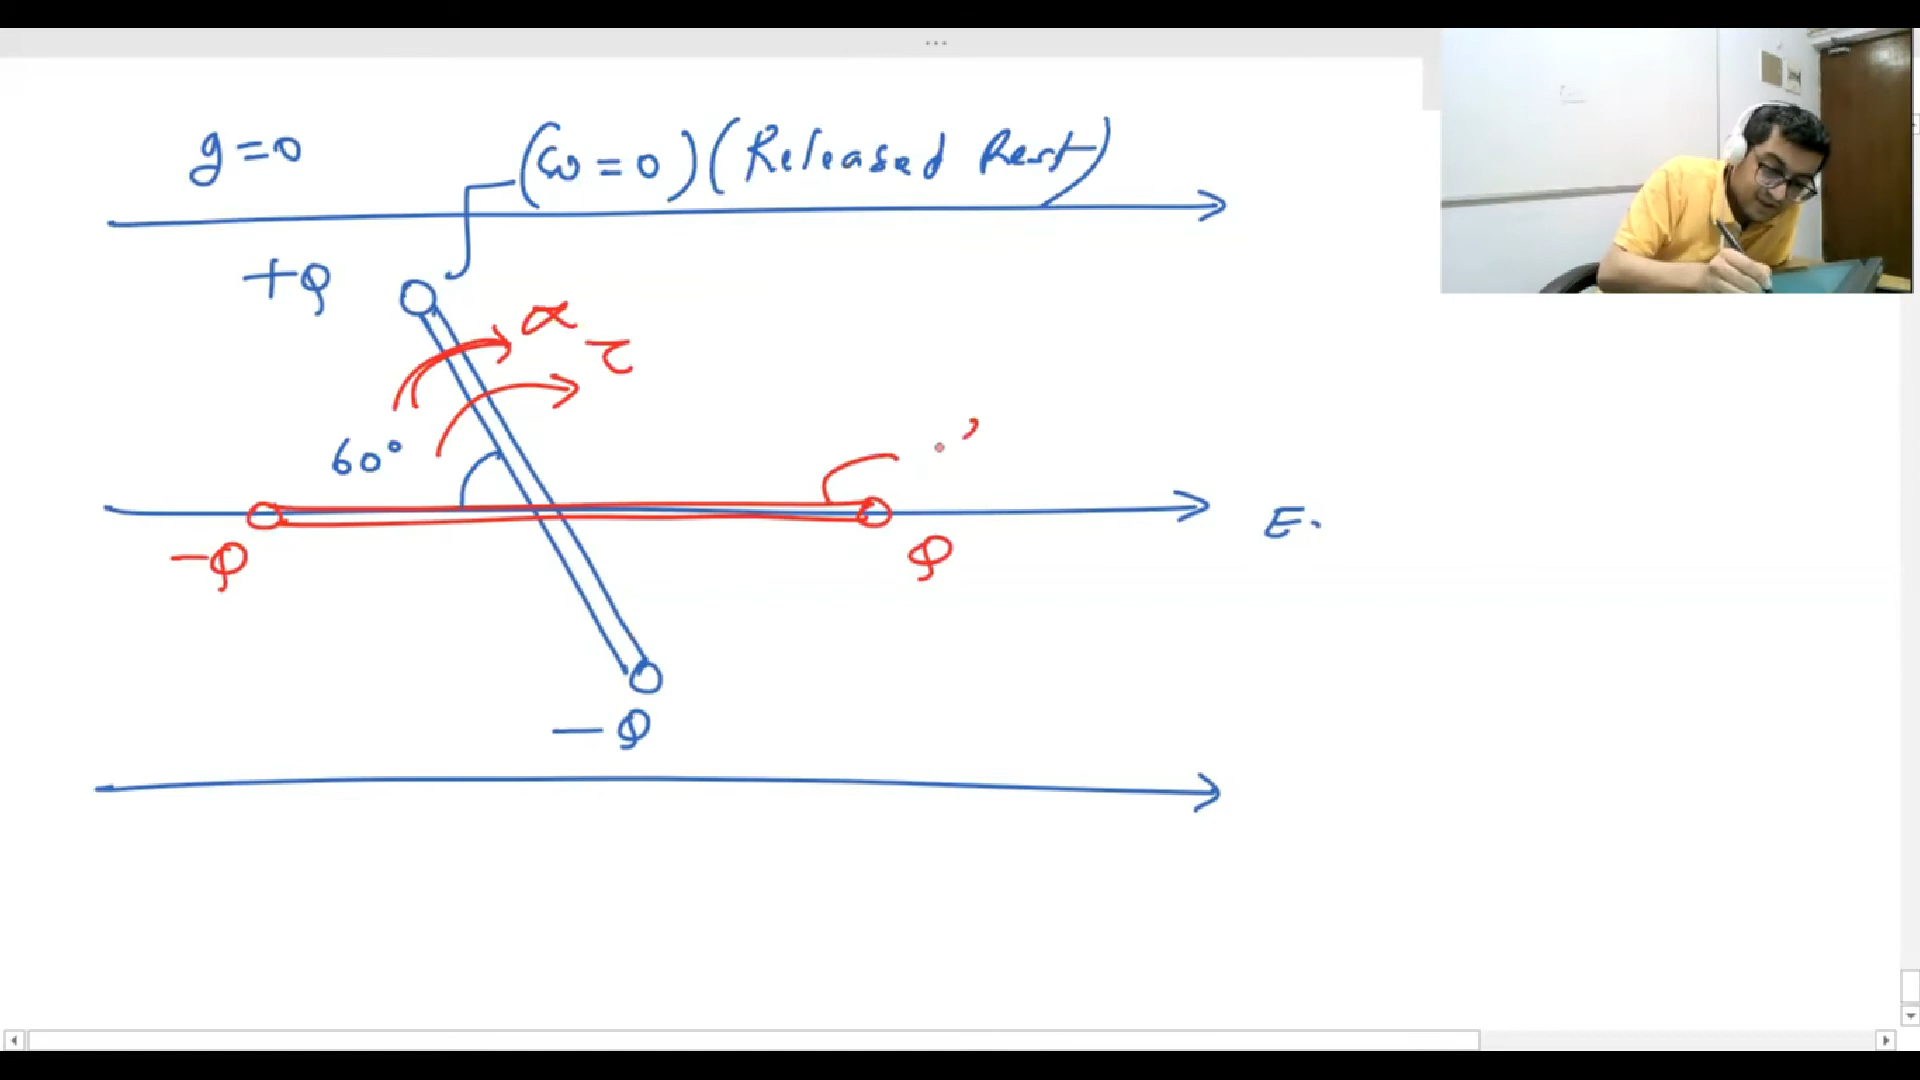 g=0
(ω=0)(Released Rest)
+Q
α
τ
60°
E.
-Q
Q
-Q